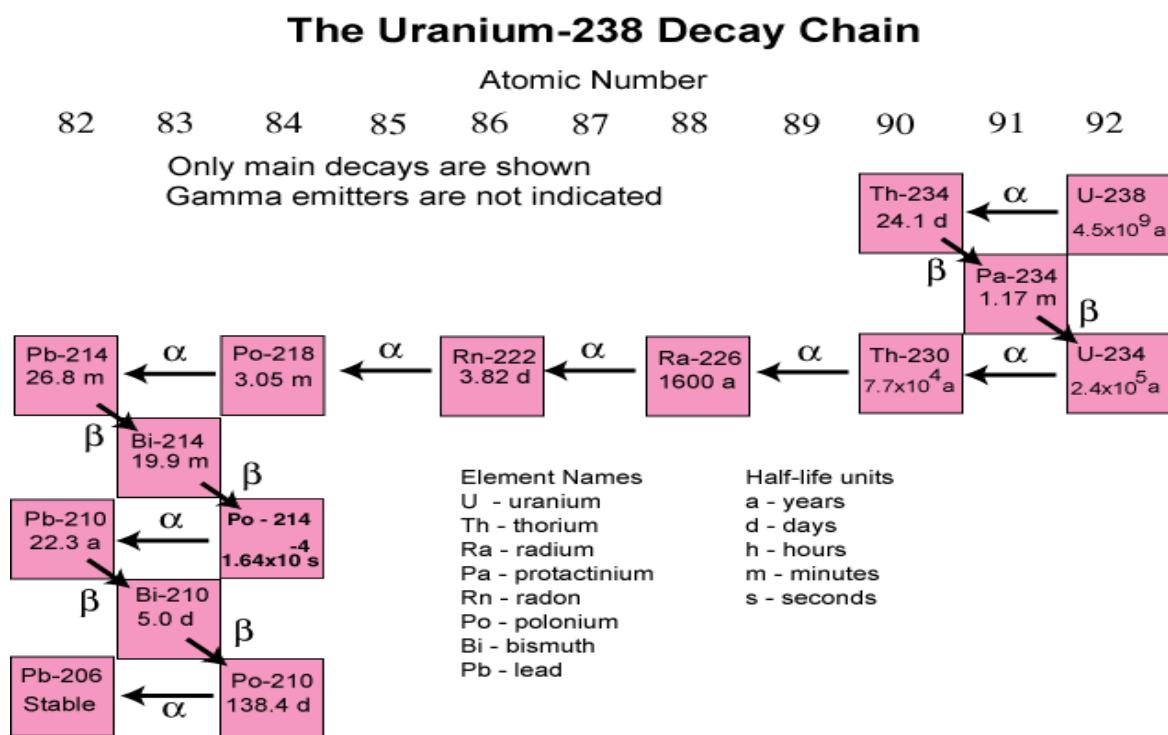 The Uranium-238 Decay Chain
Atomic Number
82 83 84 85 86 87 88 89 90 91 92
Only main decays are shown
Gamma emitters are not indicated
Th-234
24.1 d
α
U-238
4.5x10⁹ a
β
Pa-234
1.17 m
β
Pb-214
26.8 m
α
Po-218
3.05 m
α
Rn-222
3.82 d
α
Ra-226
1600 a
α
Th-230
7.7x10⁴a
α
U-234
2.4x10⁵a
β
Bi-214
19.9 m
β
Pb-210
22.3 a
α
Po - 214
1.64x10⁻⁴ s
β
Bi-210
5.0 d
β
Pb-206
Stable
α
Po-210
138.4 d
Element Names
U - uranium
Th - thorium
Ra - radium
Pa - protactinium
Rn - radon
Po - polonium
Bi - bismuth
Pb - lead
Half-life units
a - years
d - days
h - hours
m - minutes
s - seconds